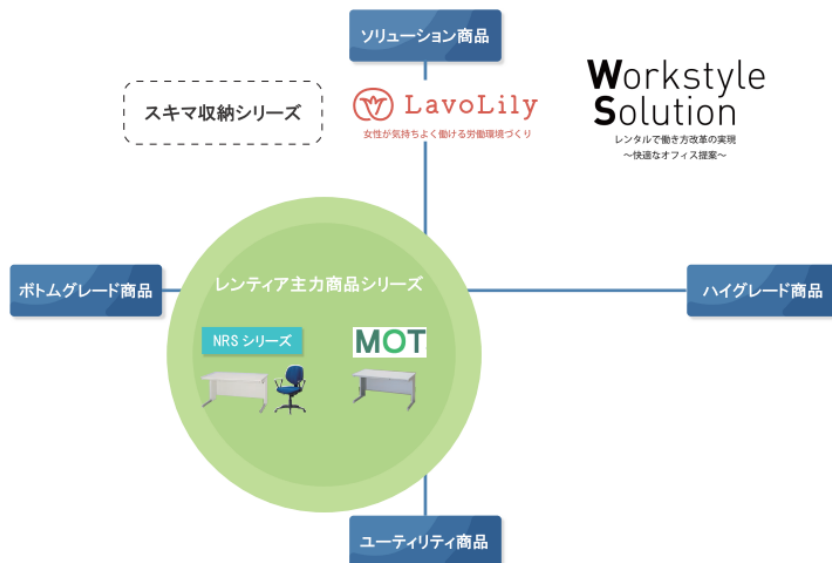 ソリューション商品
スキマ収納シリーズ
LavoLily
女性が気持ちよく働ける労働環境づくり
Workstyle
Solution
レンタルで働き方改革の実現
～快適なオフィス提案～
ボトムグレード商品
レンティア主力商品シリーズ
ハイグレード商品
NRS シリーズ
MOT
ユーティリティ商品